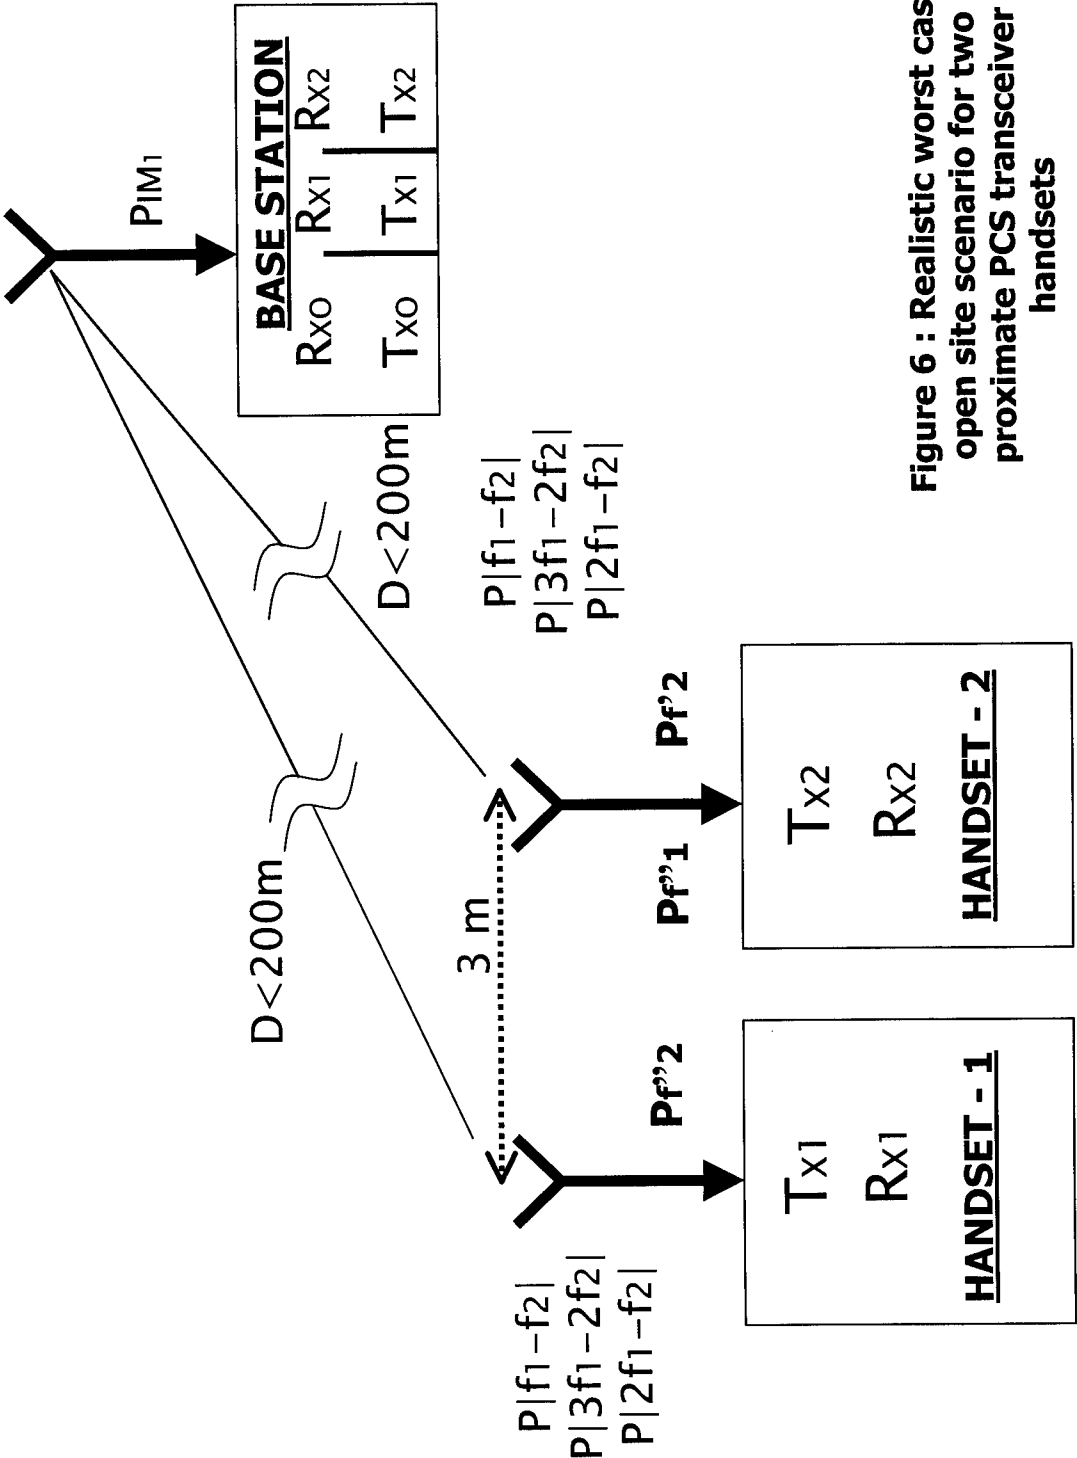 PIM1
BASE STATION
Rx0 Rx1 Rx2
Tx0 Tx1 Tx2
D<200m
D<200m
3 m
P|f1-f2|
P|3f1-2f2|
P|2f1-f2|
Pf"2
Pf"1
Pf'2
P|f1-f2|
P|3f1-2f2|
P|2f1-f2|
Tx1
Rx1
HANDSET - 1
Tx2
Rx2
HANDSET - 2
Figure 6 : Realistic worst cas
open site scenario for two
proximate PCS transceiver
handsets